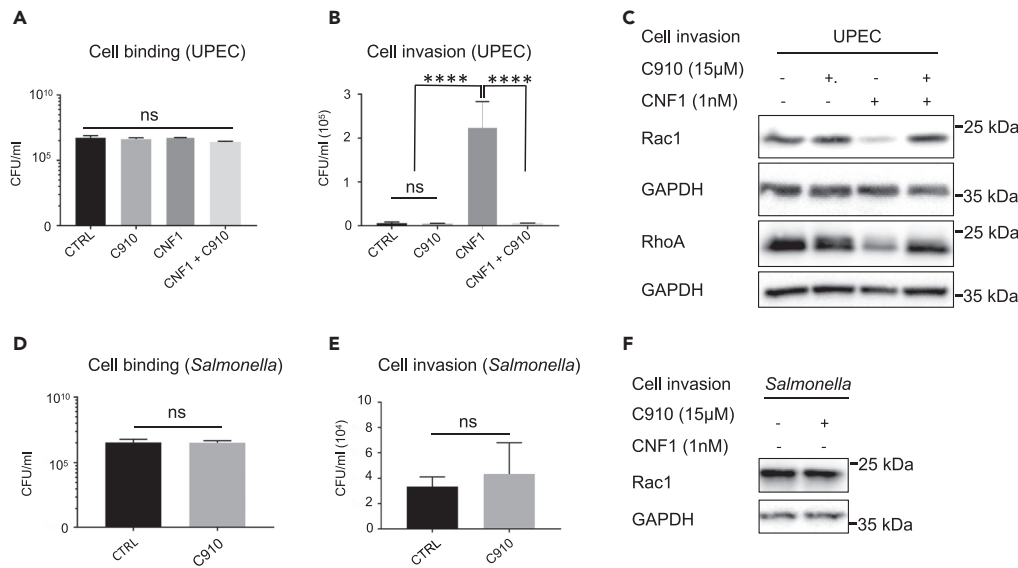 A
Cell binding (UPEC)
CFU/ml
10¹⁰
10⁵
0
ns
CTRL
C910
CNF1
CNF1 + C910
B
Cell invasion (UPEC)
CFU/ml (10⁵)
3
2
1
0
**** ****
ns
CTRL
C910
CNF1
CNF1 + C910
C
Cell invasion UPEC
C910 (15µM) - +. - +
CNF1 (1nM) - - + +
Rac1 25 kDa
GAPDH 35 kDa
RhoA 25 kDa
GAPDH 35 kDa
D
Cell binding (Salmonella)
CFU/ml
10¹⁰
10⁵
0
ns
CTRL
C910
E
Cell invasion (Salmonella)
CFU/ml (10⁴)
10
8
6
4
2
0
ns
CTRL
C910
F
Cell invasion Salmonella
C910 (15µM) - +
CNF1 (1nM) - -
Rac1 25 kDa
GAPDH 35 kDa